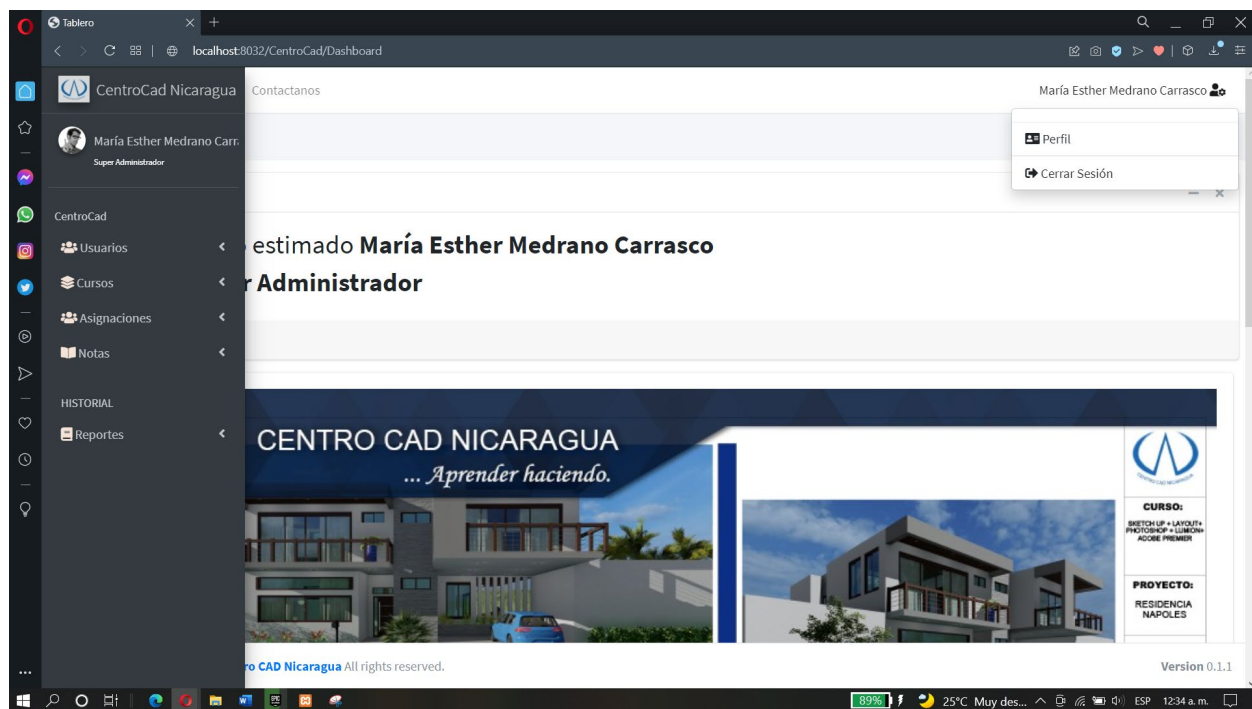 Tablero
localhost:8032/CentroCad/Dashboard
CentroCad Nicaragua
Contactanos
María Esther Medrano Carrasco
María Esther Medrano Carr
Super Administrador
Perfil
Cerrar Sesión
CentroCad
Usuarios
Cursos
Asignaciones
Notas
HISTORIAL
Reportes
estimado María Esther Medrano Carrasco
r Administrador
CENTRO CAD NICARAGUA
... Aprender haciendo.
CURSO:
SKETCH UP + LAYOUT+
PHOTOSHOP + LUMION+
ADOBE PREMIER
PROYECTO:
RESIDENCIA
NAPOLES
ro CAD Nicaragua All rights reserved.
Version 0.1.1
89%
25°C Muy des...
ESP
12:34 a. m.